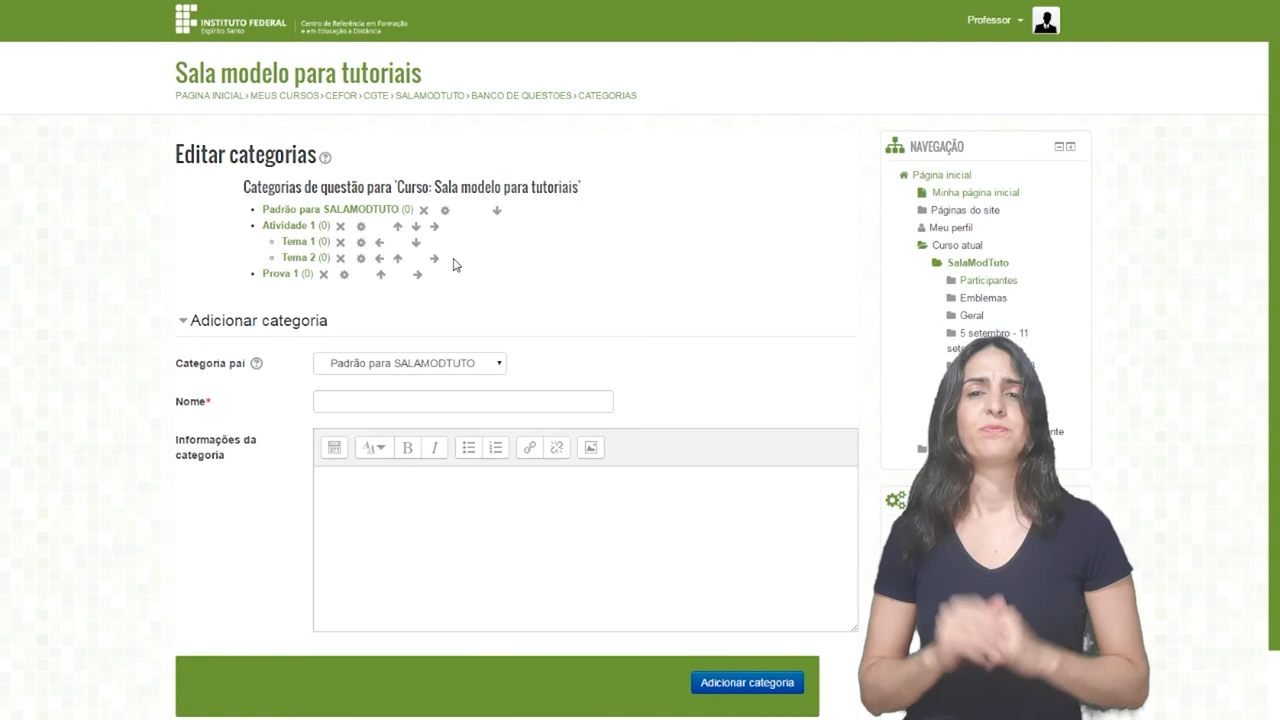 INSTITUTO FEDERAL
Espírito Santo
Centro de Referência em Formação
e em Educação a Distância
Professor
Sala modelo para tutoriais
PAGINA INICIAL › MEUS CURSOS › CEFOR › CGTE › SALAMODTUTO › BANCO DE QUESTOES › CATEGORIAS
Editar categorias
Categorias de questão para 'Curso: Sala modelo para tutoriais'
Padrão para SALAMODTUTO (0)
Atividade 1 (0)
Tema 1 (0)
Tema 2 (0)
Prova 1 (0)
Adicionar categoria
Categoria pai
Padrão para SALAMODTUTO
Nome*
Informações da
categoria
B I
Adicionar categoria
NAVEGAÇÃO
Página inicial
Minha página inicial
Páginas do site
Meu perfil
Curso atual
SalaModTuto
Participantes
Emblemas
Geral
5 setembro - 11